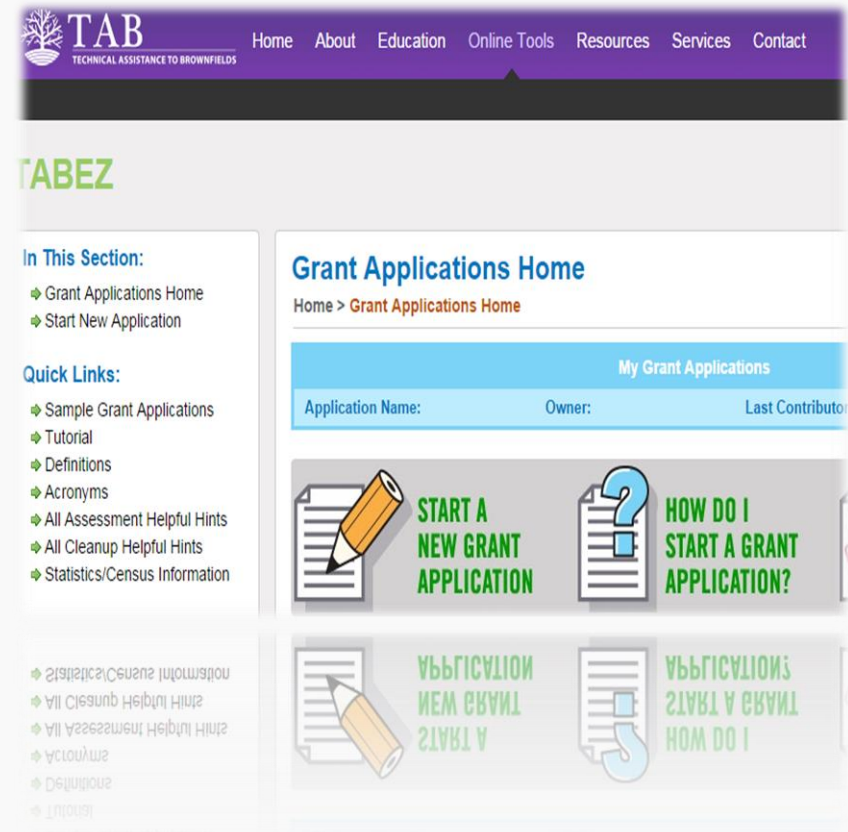 TAB
TECHNICAL ASSISTANCE TO BROWNFIELDS
Home About Education Online Tools Resources Services Contact
TABEZ
In This Section:
Grant Applications Home
Start New Application
Quick Links:
Sample Grant Applications
Tutorial
Definitions
Acronyms
All Assessment Helpful Hints
All Cleanup Helpful Hints
Statistics/Census Information
Grant Applications Home
Home > Grant Applications Home
My Grant Applications
Application Name: Owner: Last Contributor
START A
NEW GRANT
APPLICATION
HOW DO I
START A GRANT
APPLICATION?